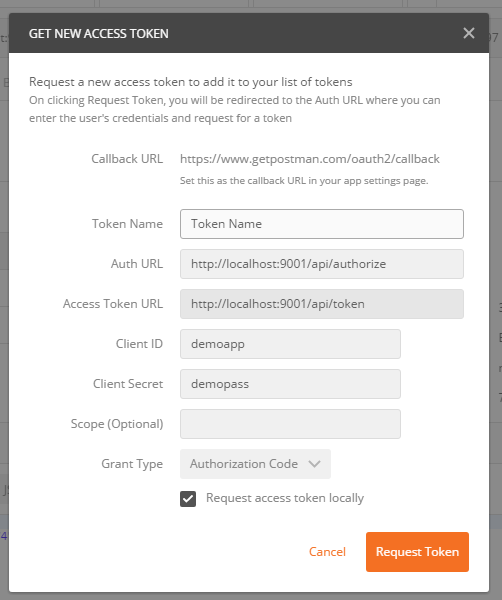 GET NEW ACCESS TOKEN
Request a new access token to add it to your list of tokens
On clicking Request Token, you will be redirected to the Auth URL where you can
enter the user's credentials and request for a token
Callback URL https://www.getpostman.com/oauth2/callback
Set this as the callback URL in your app settings page.
Token Name Token Name
Auth URL http://localhost:9001/api/authorize
Access Token URL http://localhost:9001/api/token
Client ID demoapp
Client Secret demopass
Scope (Optional)
Grant Type Authorization Code
Request access token locally
Cancel Request Token